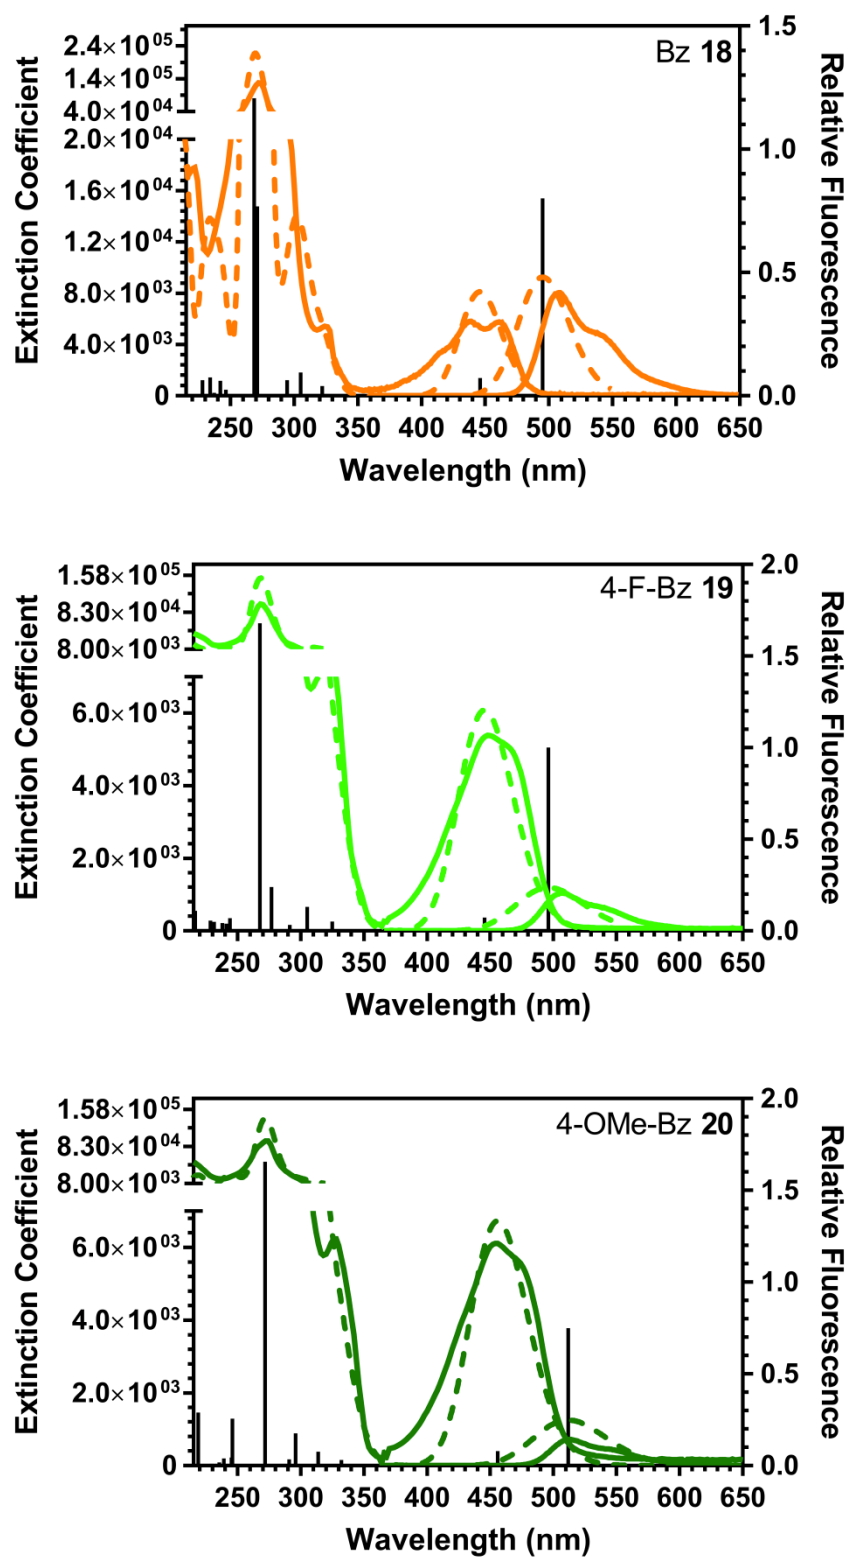 Bz 18
Extinction Coefficient
2.4×10⁰⁵
1.4×10⁰⁵
4.0×10⁰⁴
2.0×10⁰⁴
1.6×10⁰⁴
1.2×10⁰⁴
8.0×10⁰³
4.0×10⁰³
0
1.5
1.0
0.5
0.0
Relative Fluorescence
250 300 350 400 450 500 550 600 650
Wavelength (nm)
4-F-Bz 19
Extinction Coefficient
1.58×10⁰⁵
8.30×10⁰⁴
8.00×10⁰³
6.0×10⁰³
4.0×10⁰³
2.0×10⁰³
0
2.0
1.5
1.0
0.5
0.0
Relative Fluorescence
250 300 350 400 450 500 550 600 650
Wavelength (nm)
4-OMe-Bz 20
Extinction Coefficient
1.58×10⁰⁵
8.30×10⁰⁴
8.00×10⁰³
6.0×10⁰³
4.0×10⁰³
2.0×10⁰³
0
2.0
1.5
1.0
0.5
0.0
Relative Fluorescence
250 300 350 400 450 500 550 600 650
Wavelength (nm)